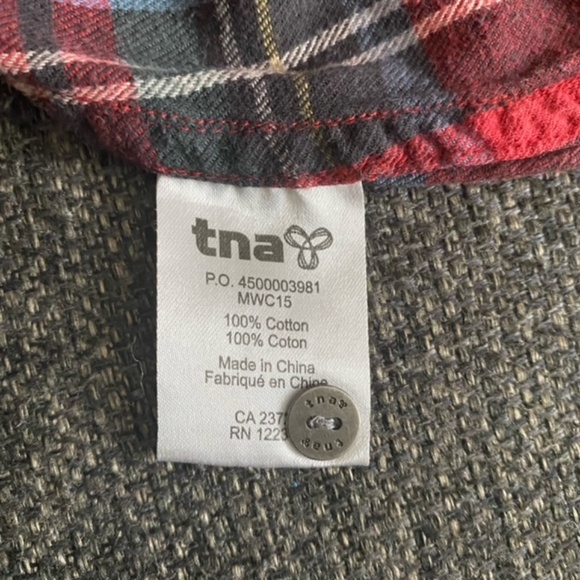 tna
P.O. 4500003981
MWC15
100% Cotton
100% Coton
Made in China
Fabriqué en Chine
CA 237
RN 1223
tna
tna